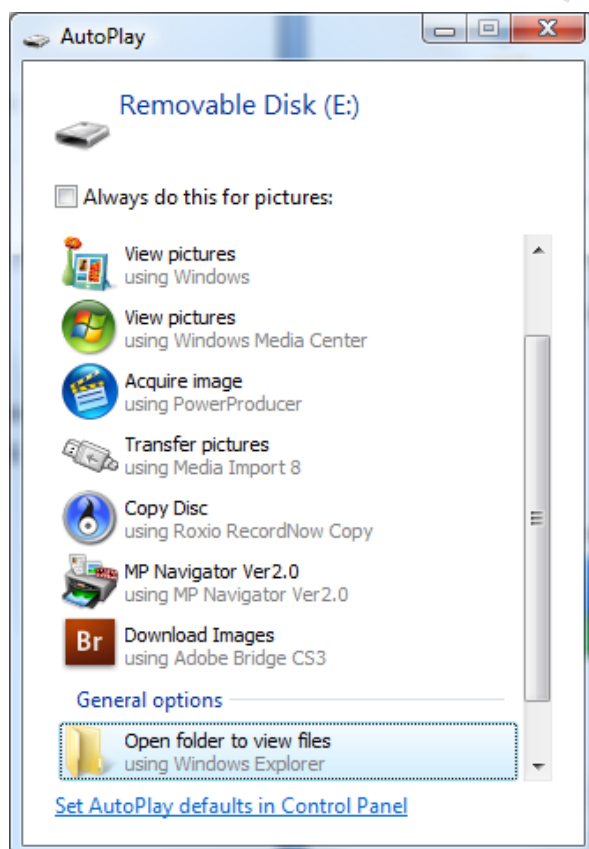 AutoPlay
Removable Disk (E:)
Always do this for pictures:
View pictures
using Windows
View pictures
using Windows Media Center
Acquire image
using PowerProducer
Transfer pictures
using Media Import 8
Copy Disc
using Roxio RecordNow Copy
MP Navigator Ver2.0
using MP Navigator Ver2.0
Br
Download Images
using Adobe Bridge CS3
General options
Open folder to view files
using Windows Explorer
Set AutoPlay defaults in Control Panel